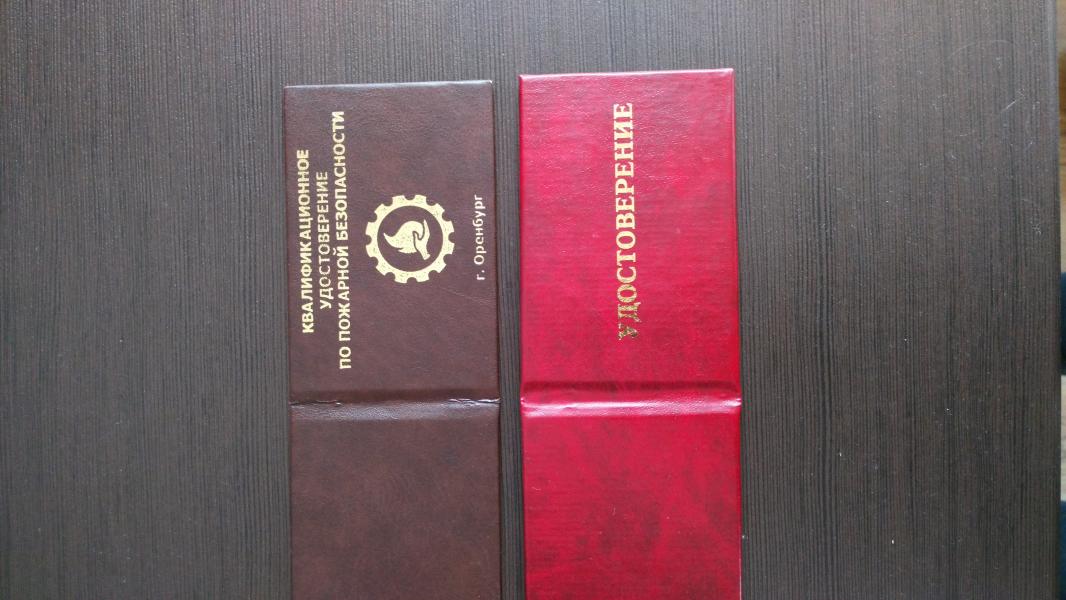 КВАЛИФИКАЦИОННОЕ
УДОСТОВЕРЕНИЕ
ПО ПОЖАРНОЙ БЕЗОПАСНОСТИ
г. Оренбург
УДОСТОВЕРЕНИЕ